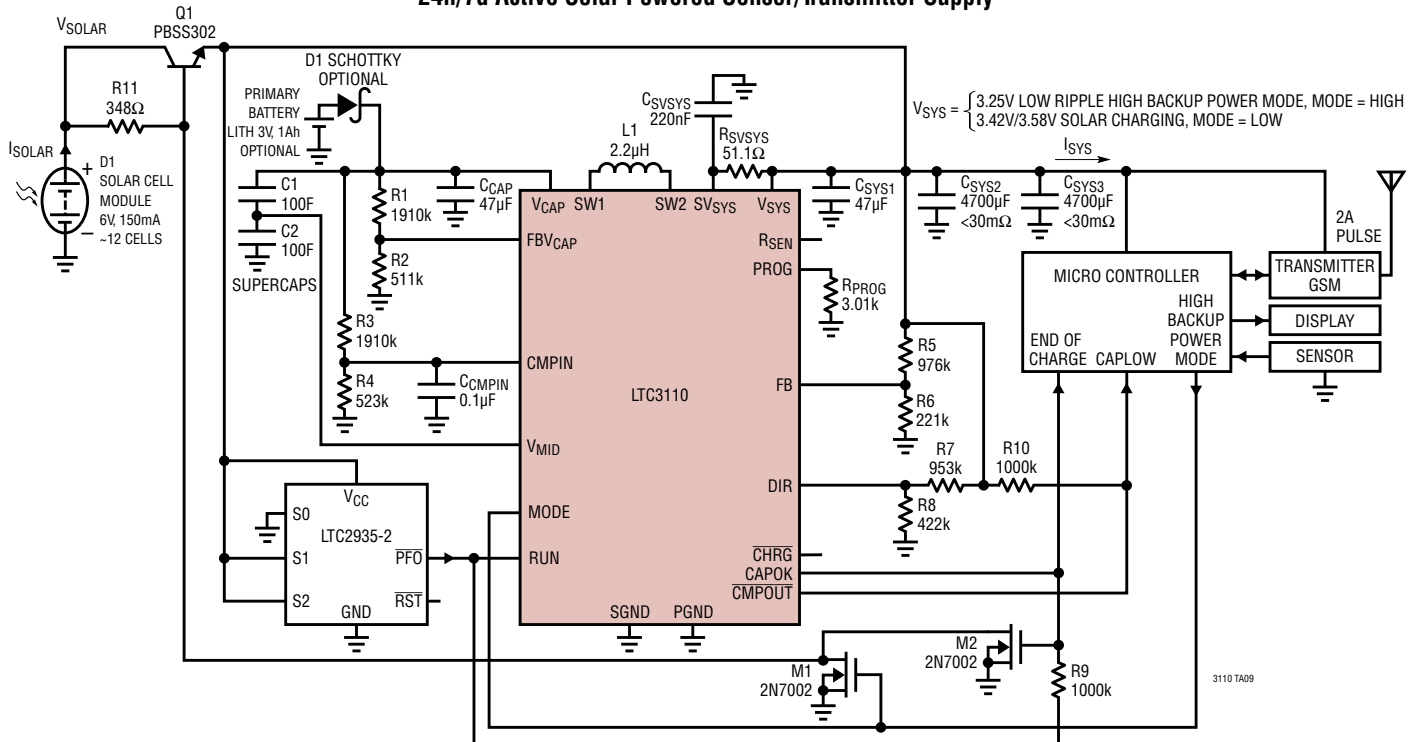 24h/7d Active Solar Powered Sensor/Transmitter Supply
VSOLAR
Q1
PBSS302
R11
348Ω
ISOLAR
+
D1
SOLAR CELL
MODULE
6V, 150mA
~12 CELLS
–
D1 SCHOTTKY
OPTIONAL
PRIMARY
BATTERY
LITH 3V, 1Ah
OPTIONAL
C1
100F
C2
100F
SUPERCAPS
R1
1910k
R2
511k
CCAP
47µF
R3
1910k
R4
523k
CCMPIN
0.1µF
L1
2.2µH
CSVSYS
220nF
RSVSYS
51.1Ω
VSYS = { 3.25V LOW RIPPLE HIGH BACKUP POWER MODE, MODE = HIGH
3.42V/3.58V SOLAR CHARGING, MODE = LOW
ISYS
VCAP SW1 SW2 SVSYS VSYS
FBVCAP
CMPIN
VMID
MODE
RUN
LTC3110
RSEN
PROG
FB
DIR
CHRG
CAPOK
CMPOUT
SGND PGND
CSYS1
47µF
CSYS2
4700µF
<30mΩ
CSYS3
4700µF
<30mΩ
RPROG
3.01k
R5
976k
R6
221k
R7
953k
R10
1000k
R8
422k
MICRO CONTROLLER
HIGH
BACKUP
POWER
MODE
END OF
CHARGE CAPLOW
2A
PULSE
TRANSMITTER
GSM
DISPLAY
SENSOR
VCC
S0
S1
S2
LTC2935-2
PFO
RST
GND
M1
2N7002
M2
2N7002
R9
1000k
3110 TA09